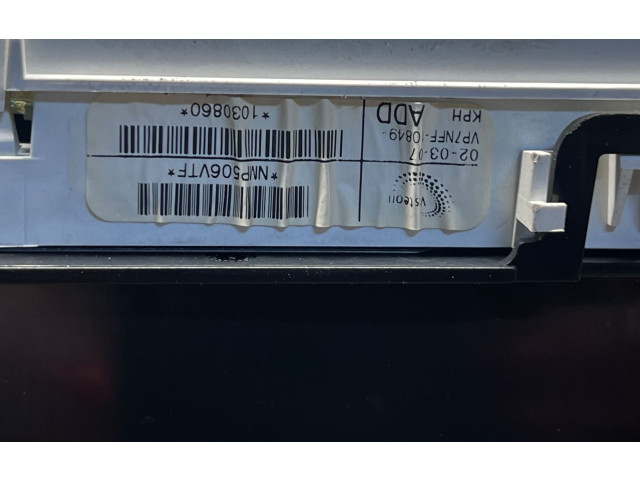 Visteon
*NMP506VTF*
02-03-07
VP7NFF-10849-
ADD
KPH
*1030860*